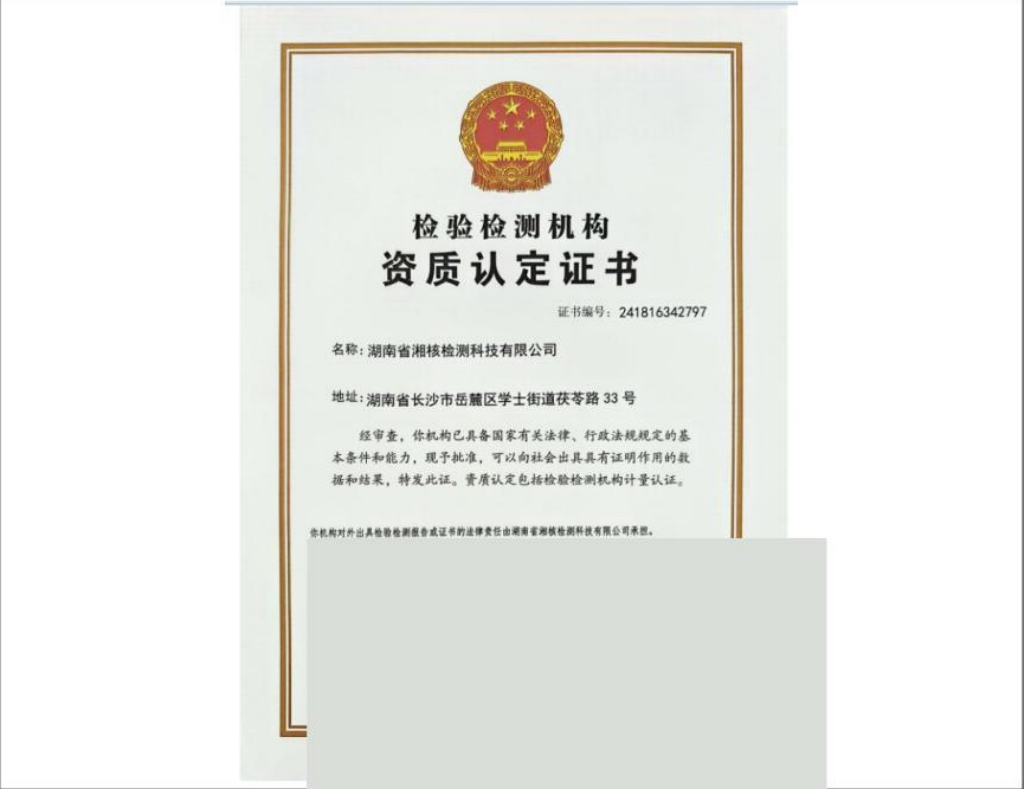 检验检测机构
资质认定证书
证书编号：241816342797
名称：湖南省湘核检测科技有限公司
地址：湖南省长沙市岳麓区学士街道茯苓路 33 号
经审查，你机构已具备国家有关法律、行政法规规定的基
本条件和能力，现予批准，可以向社会出具具有证明作用的数
据和结果，特发此证。资质认定包括检验检测机构计量认证。
你机构对外出具检验检测报告或证书的法律责任由湖南省湘核检测科技有限公司承担。